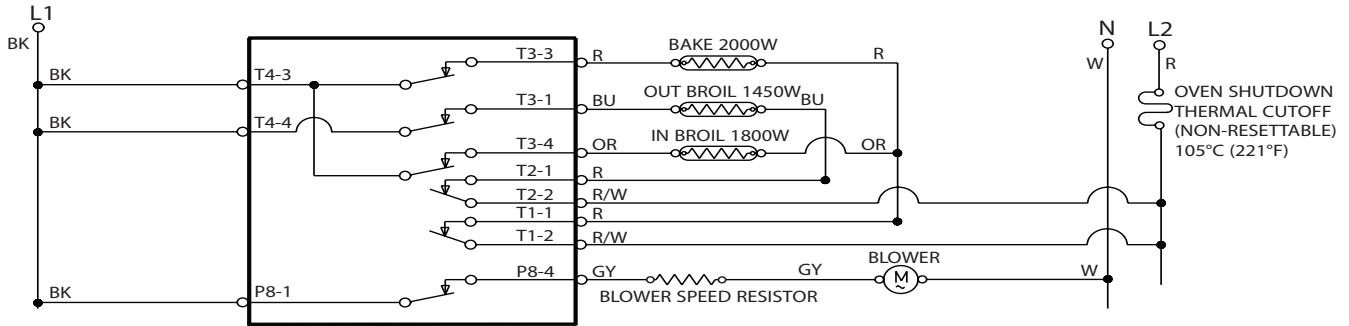 L1
N
L2
BK
BK
T4-3
T3-3
R
BAKE 2000W
R
W
R
T3-1
BU
OUT BROIL 1450W
BU
OVEN SHUTDOWN
THERMAL CUTOFF
(NON-RESETTABLE)
105°C (221°F)
BK
T4-4
T3-4
OR
IN BROIL 1800W
OR
T2-1
R
T2-2
R/W
T1-1
R
T1-2
R/W
BK
P8-1
P8-4
GY
BLOWER SPEED RESISTOR
GY
BLOWER
M
~
W